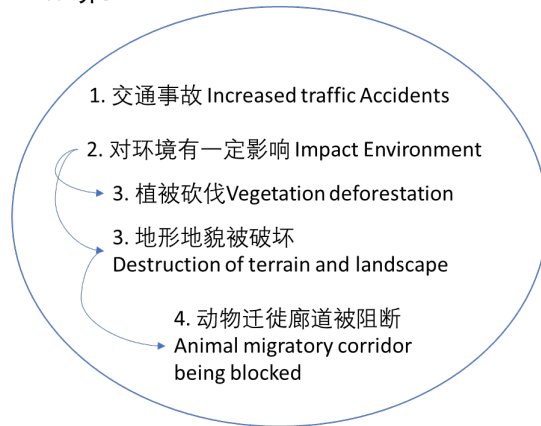 1. 交通事故 Increased traffic Accidents
2. 对环境有一定影响 Impact Environment
3. 植被砍伐Vegetation deforestation
3. 地形地貌被破坏
Destruction of terrain and landscape
4. 动物迁徙廊道被阻断
Animal migratory corridor
being blocked